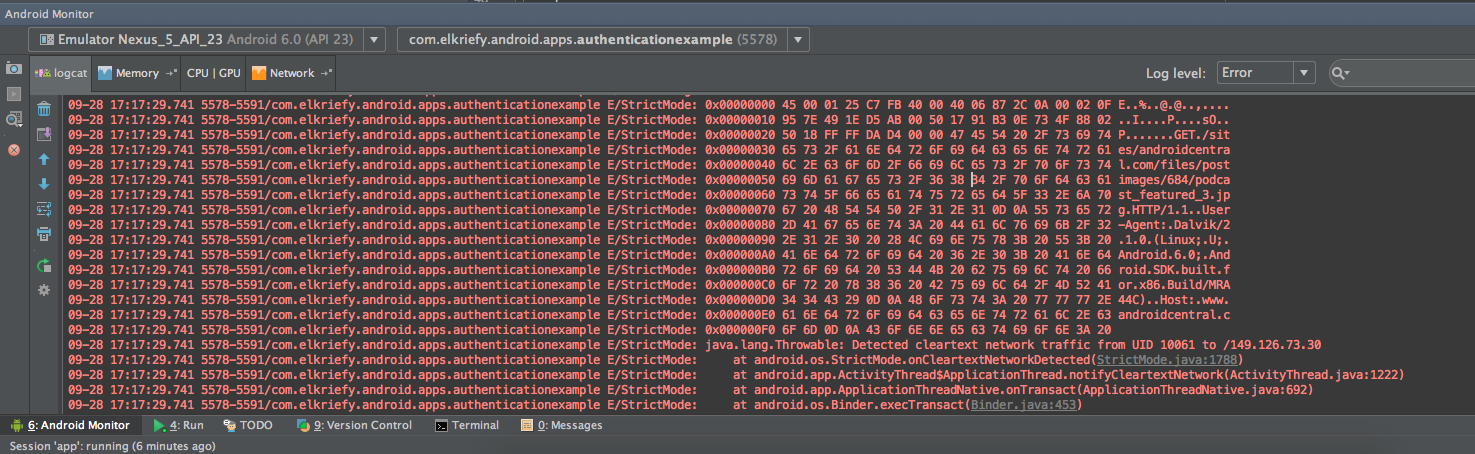 Android Monitor
Emulator Nexus_5_API_23 Android 6.0 (API 23) com.elkriefy.android.apps.authenticationexample (5578)
logcat Memory CPU | GPU Network Log level: Error
09-28 17:17:29.741 5578-5591/com.elkriefy.android.apps.authenticationexample E/StrictMode: 0x00000000 45 00 01 25 C7 FB 40 00 40 06 87 2C 0A 00 02 0F E..%..@.@..,....
09-28 17:17:29.741 5578-5591/com.elkriefy.android.apps.authenticationexample E/StrictMode: 0x00000010 95 7E 49 1E D5 AB 00 50 17 91 B3 0E 73 4F 88 02 ..I....P....sO..
09-28 17:17:29.741 5578-5591/com.elkriefy.android.apps.authenticationexample E/StrictMode: 0x00000020 50 18 FF FF DA D4 00 00 47 45 54 20 2F 73 69 74 P.......GET./sit
09-28 17:17:29.741 5578-5591/com.elkriefy.android.apps.authenticationexample E/StrictMode: 0x00000030 65 73 2F 61 6E 64 72 6F 69 64 63 65 6E 74 72 61 es/androidcentra
09-28 17:17:29.741 5578-5591/com.elkriefy.android.apps.authenticationexample E/StrictMode: 0x00000040 6C 2E 63 6F 6D 2F 66 69 6C 65 73 2F 70 6F 73 74 l.com/files/post
09-28 17:17:29.741 5578-5591/com.elkriefy.android.apps.authenticationexample E/StrictMode: 0x00000050 69 6D 61 67 65 73 2F 36 38 34 2F 70 6F 64 63 61 images/684/podca
09-28 17:17:29.741 5578-5591/com.elkriefy.android.apps.authenticationexample E/StrictMode: 0x00000060 73 74 5F 66 65 61 74 75 72 65 64 5F 33 2E 6A 70 st_featured_3.jp
09-28 17:17:29.741 5578-5591/com.elkriefy.android.apps.authenticationexample E/StrictMode: 0x00000070 67 20 48 54 54 50 2F 31 2E 31 0D 0A 55 73 65 72 g.HTTP/1.1..User
09-28 17:17:29.741 5578-5591/com.elkriefy.android.apps.authenticationexample E/StrictMode: 0x00000080 2D 41 67 65 6E 74 3A 20 44 61 6C 76 69 6B 2F 32 -Agent:.Dalvik/2
09-28 17:17:29.741 5578-5591/com.elkriefy.android.apps.authenticationexample E/StrictMode: 0x00000090 2E 31 2E 30 20 28 4C 69 6E 75 78 3B 20 55 3B 20 .1.0.(Linux;.U;.
09-28 17:17:29.741 5578-5591/com.elkriefy.android.apps.authenticationexample E/StrictMode: 0x000000A0 41 6E 64 72 6F 69 64 20 36 2E 30 3B 20 41 6E 64 Android.6.0;.And
09-28 17:17:29.741 5578-5591/com.elkriefy.android.apps.authenticationexample E/StrictMode: 0x000000B0 72 6F 69 64 20 53 44 4B 20 62 75 69 6C 74 20 66 roid.SDK.built.f
09-28 17:17:29.741 5578-5591/com.elkriefy.android.apps.authenticationexample E/StrictMode: 0x000000C0 6F 72 20 78 38 36 20 42 75 69 6C 64 2F 4D 52 41 or.x86.Build/MRA
09-28 17:17:29.741 5578-5591/com.elkriefy.android.apps.authenticationexample E/StrictMode: 0x000000D0 34 34 43 29 0D 0A 48 6F 73 74 3A 20 77 77 77 2E 44C)..Host:.www.
09-28 17:17:29.741 5578-5591/com.elkriefy.android.apps.authenticationexample E/StrictMode: 0x000000E0 61 6E 64 72 6F 69 64 63 65 6E 74 72 61 6C 2E 63 androidcentral.c
09-28 17:17:29.741 5578-5591/com.elkriefy.android.apps.authenticationexample E/StrictMode: 0x000000F0 6F 6D 0D 0A 43 6F 6E 6E 65 63 74 69 6F 6E 3A 20
09-28 17:17:29.741 5578-5591/com.elkriefy.android.apps.authenticationexample E/StrictMode: java.lang.Throwable: Detected cleartext network traffic from UID 10061 to /149.126.73.30
09-28 17:17:29.741 5578-5591/com.elkriefy.android.apps.authenticationexample E/StrictMode: at android.os.StrictMode.onCleartextNetworkDetected(StrictMode.java:1788)
09-28 17:17:29.741 5578-5591/com.elkriefy.android.apps.authenticationexample E/StrictMode: at android.app.ActivityThread$ApplicationThread.notifyCleartextNetwork(ActivityThread.java:1222)
09-28 17:17:29.741 5578-5591/com.elkriefy.android.apps.authenticationexample E/StrictMode: at android.app.ApplicationThreadNative.onTransact(ApplicationThreadNative.java:692)
09-28 17:17:29.741 5578-5591/com.elkriefy.android.apps.authenticationexample E/StrictMode: at android.os.Binder.execTransact(Binder.java:453)
6: Android Monitor 4: Run TODO 9: Version Control Terminal 0: Messages
Session 'app': running (6 minutes ago)